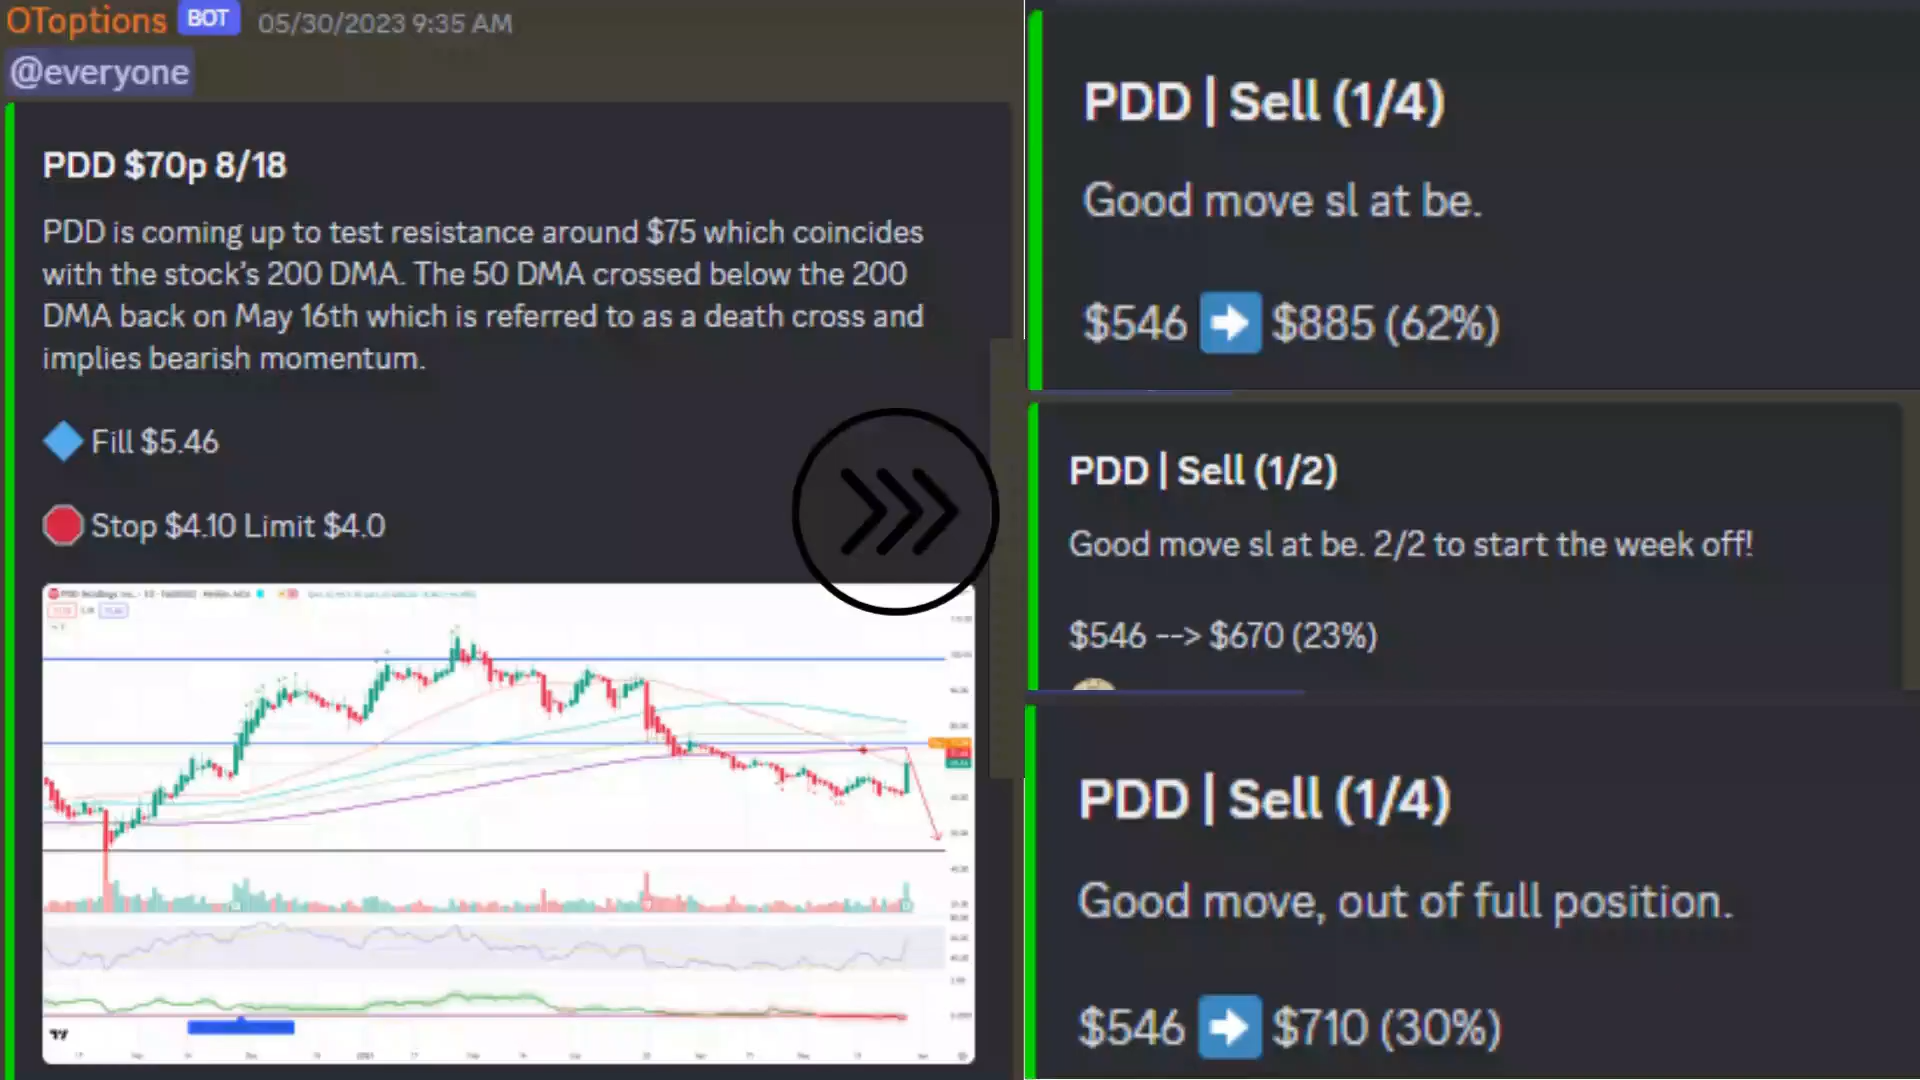 OToptions BOT 05/30/2023 9:35 AM
@everyone
PDD $70p 8/18
PDD is coming up to test resistance around $75 which coincides
with the stock's 200 DMA. The 50 DMA crossed below the 200
DMA back on May 16th which is referred to as a death cross and
implies bearish momentum.
Fill $5.46
Stop $4.10 Limit $4.0
PDD | Sell (1/4)
Good move sl at be.
$546 ➡ $885 (62%)
PDD | Sell (1/2)
Good move sl at be. 2/2 to start the week off!
$546 --> $670 (23%)
PDD | Sell (1/4)
Good move, out of full position.
$546 ➡ $710 (30%)